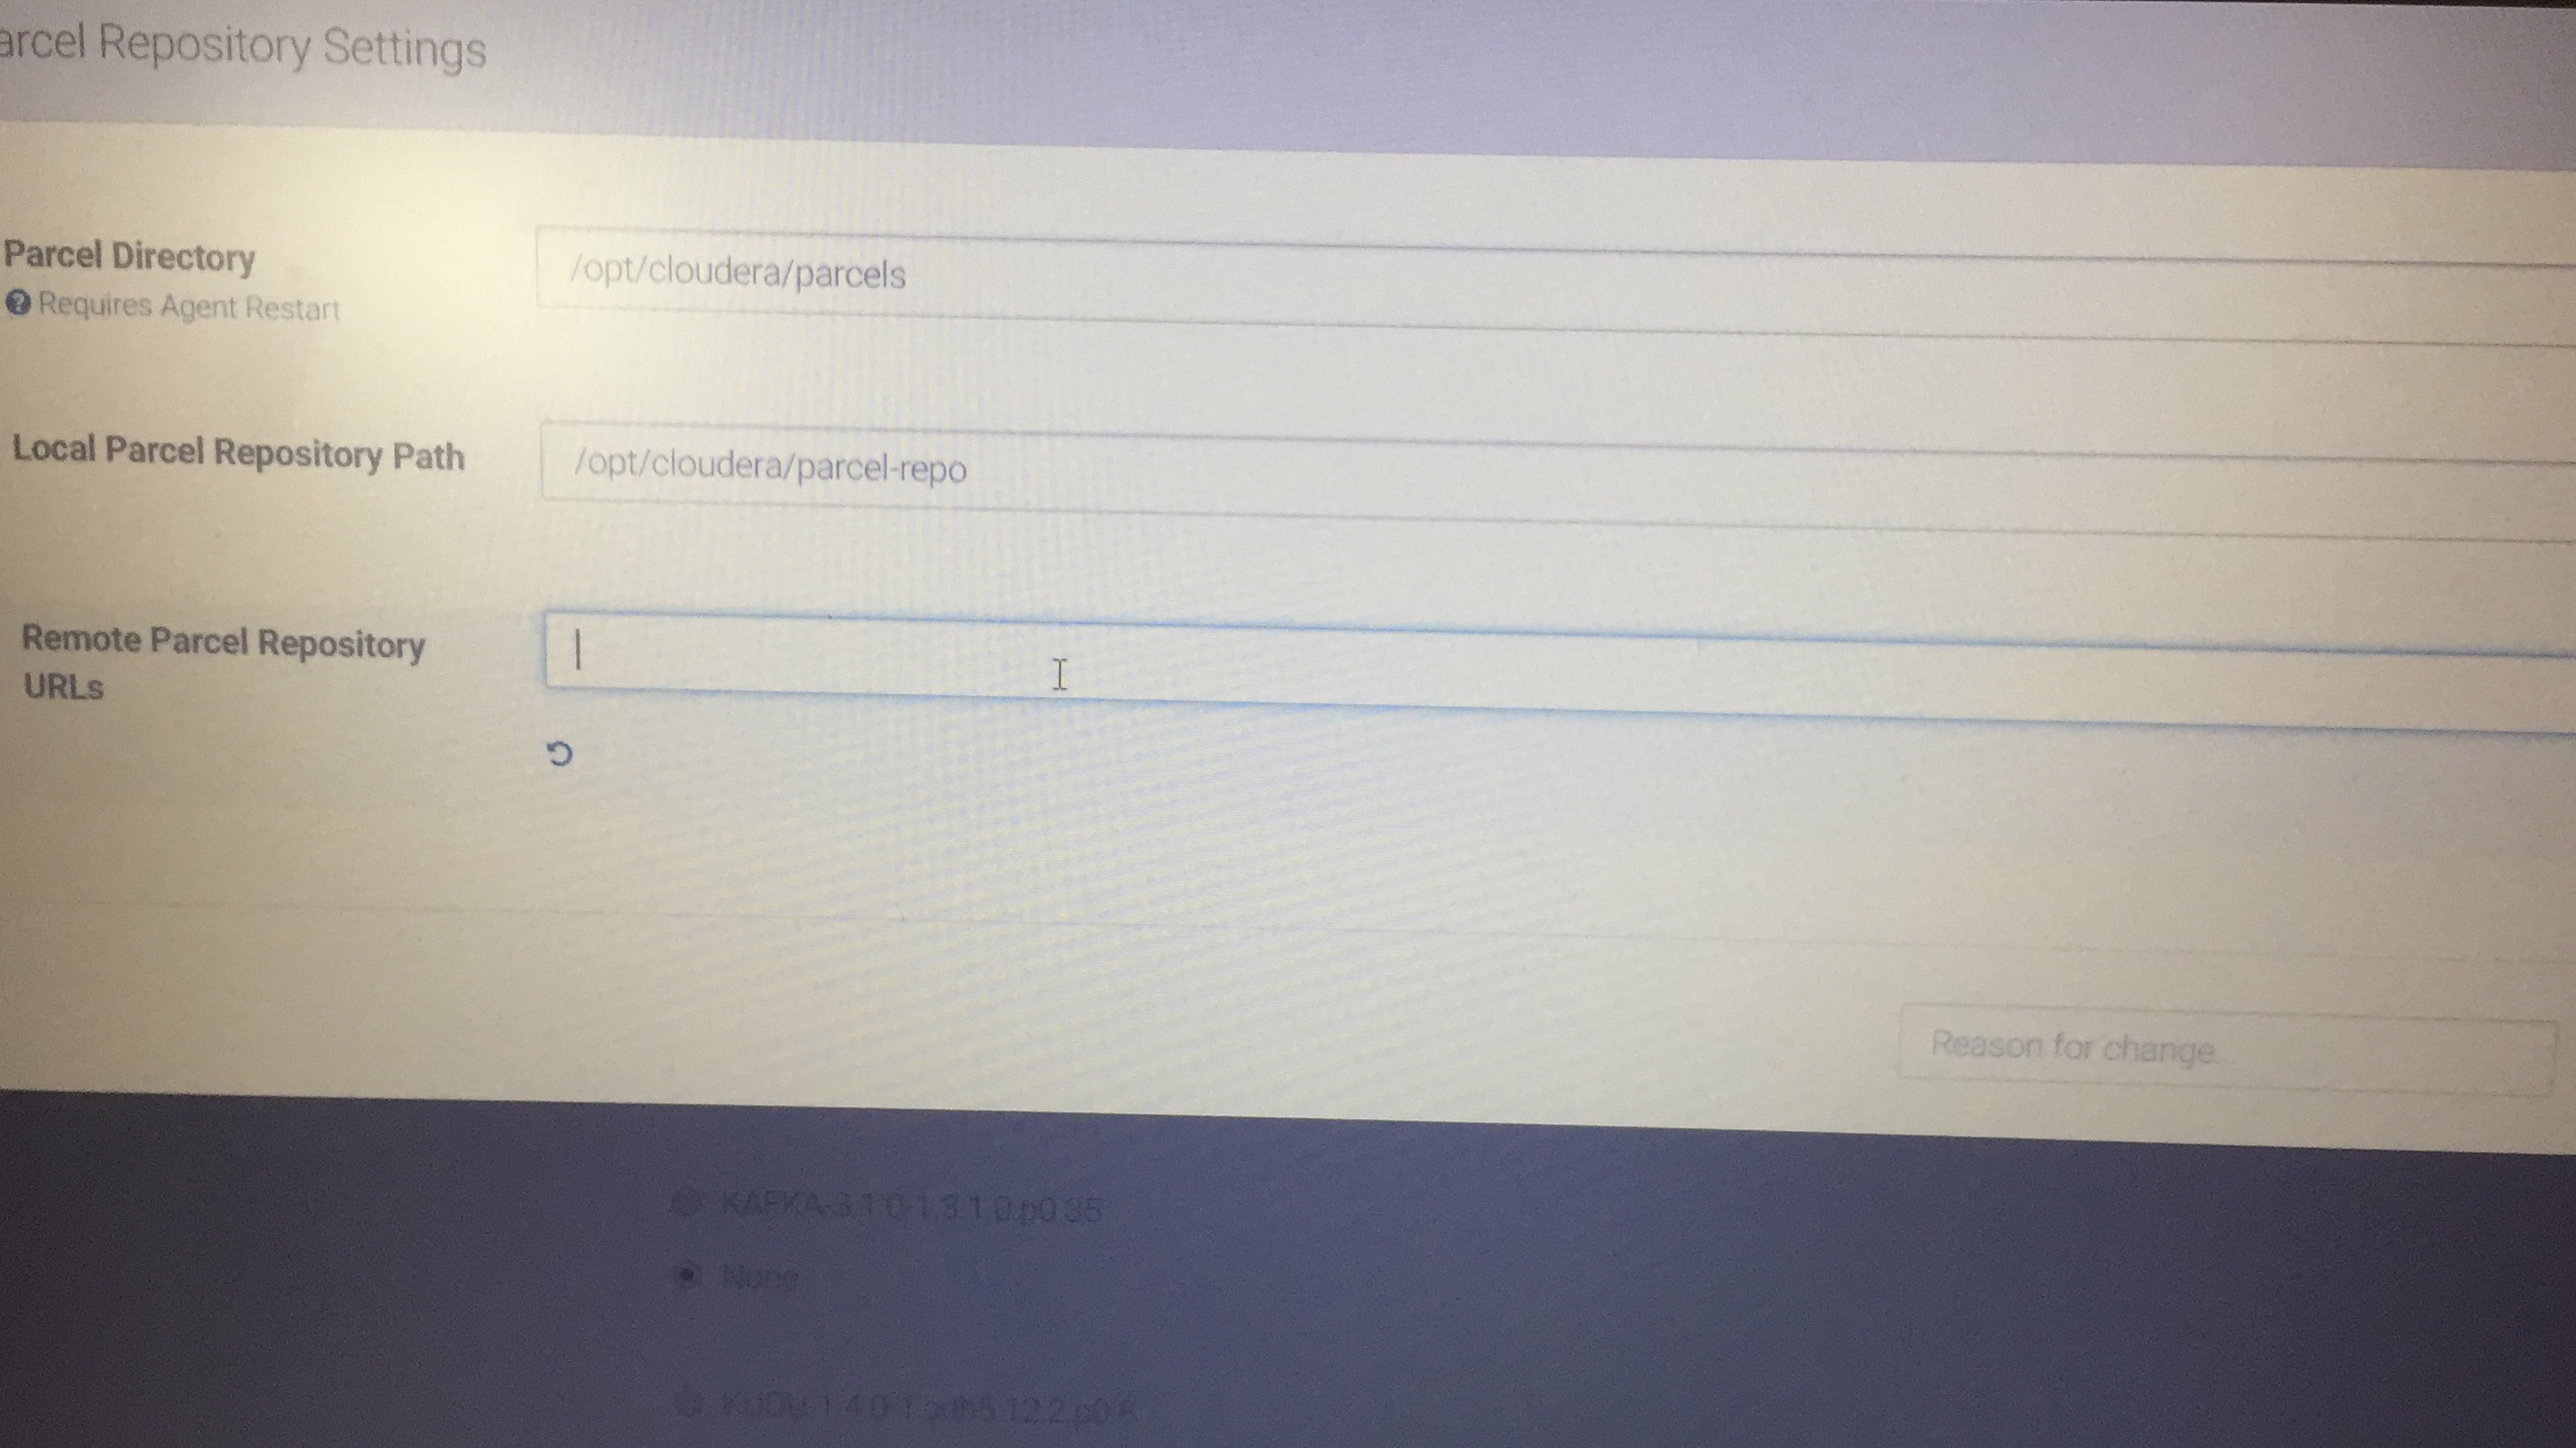 arcel Repository Settings
Parcel Directory
/opt/cloudera/parcels
Requires Agent Restart
Local Parcel Repository Path
/opt/cloudera/parcel-repo
Remote Parcel Repository
URLs
Reason for change...
KAFKA-3.1.0-1.3.1.0.p0.35
None
KUDU-1.4.0-1.cdh5.12.2.p0.8